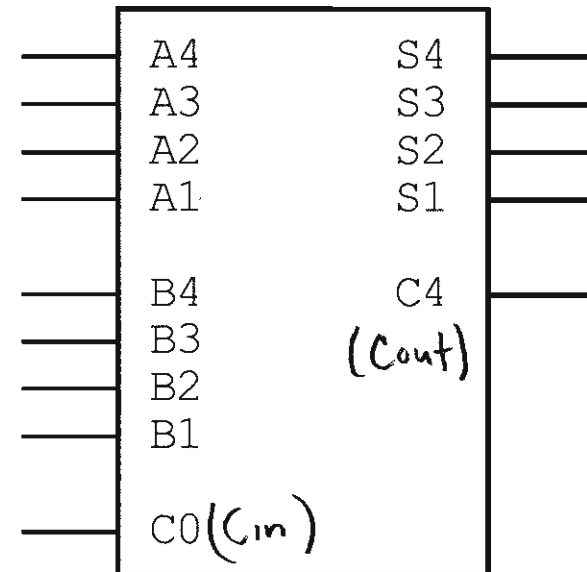 A4 S4
A3 S3
A2 S2
A1 S1
B4 C4
B3 (Cout)
B2
B1
C0 (Cin)